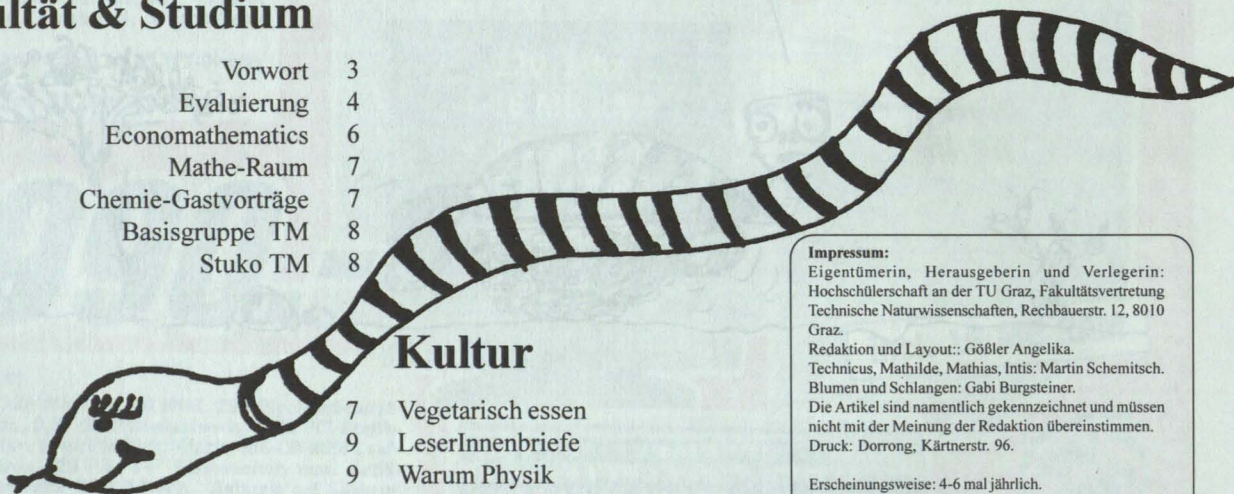 ultät & Studium
Vorwort 3
Evaluierung 4
Economathematics 6
Mathe-Raum 7
Chemie-Gastvorträge 7
Basisgruppe TM 8
Stuko TM 8
Kultur
7 Vegetarisch essen
9 LeserInnenbriefe
9 Warum Physik
Impressum:
Eigentümerin, Herausgeberin und Verlegerin:
Hochschülerschaft an der TU Graz, Fakultätsvertretung
Technische Naturwissenschaften, Rechbauerstr. 12, 8010
Graz.
Redaktion und Layout:: Gößler Angelika.
Technicus, Mathilde, Mathias, Intis: Martin Schemitsch.
Blumen und Schlangen: Gabi Burgsteiner.
Die Artikel sind namentlich gekennzeichnet und müssen
nicht mit der Meinung der Redaktion übereinstimmen.
Druck: Dorrong, Kärtnerstr. 96.
Erscheinungsweise: 4-6 mal jährlich.